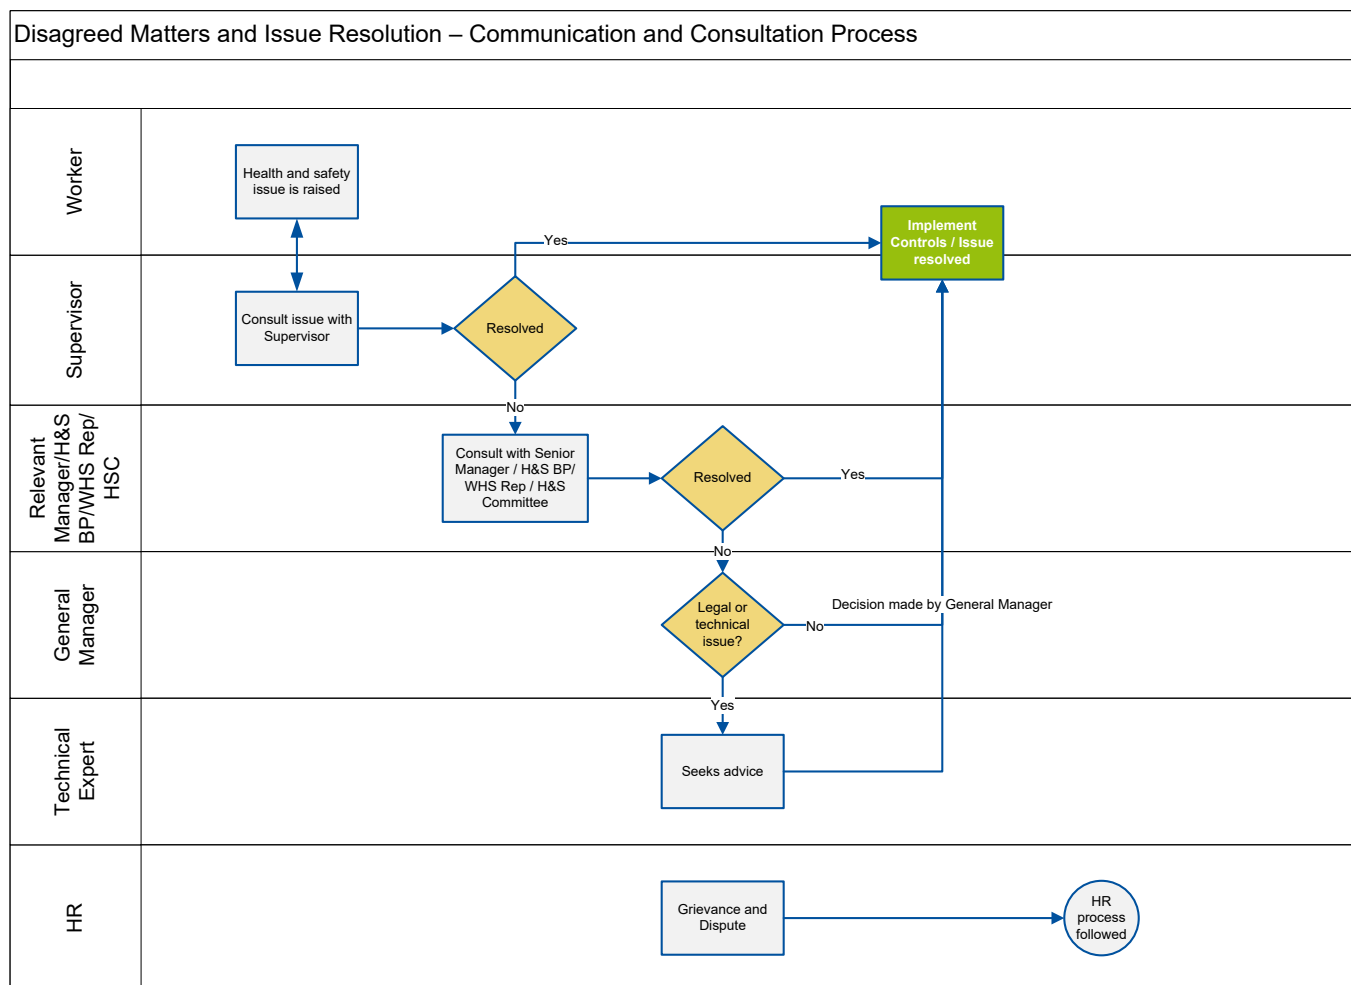 Disagreed Matters and Issue Resolution – Communication and Consultation Process
Worker
Health and safety
issue is raised
Yes
Implement
Controls / Issue
resolved
Supervisor
Consult issue with
Supervisor
Resolved
No
Relevant
Manager/H&S
BP/WHS Rep/
HSC
Consult with Senior
Manager / H&S BP/
WHS Rep / H&S
Committee
Resolved
Yes
No
General
Manager
Legal or
technical
issue?
Decision made by General Manager
No
Yes
Technical
Expert
Seeks advice
HR
Grievance and
Dispute
HR
process
followed